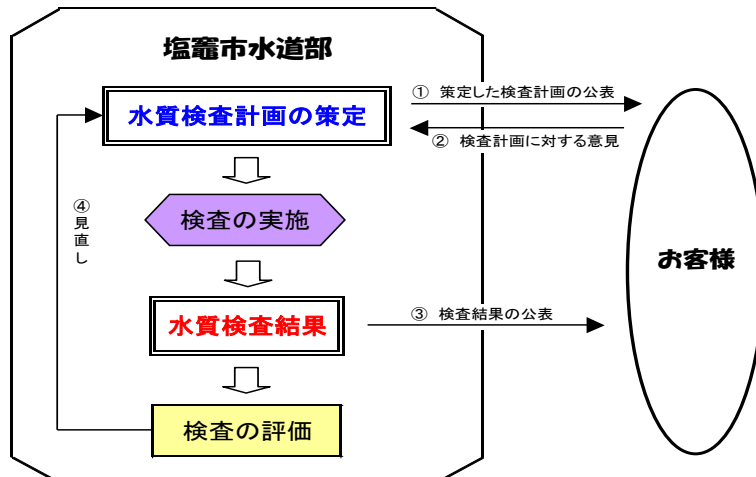 塩竈市水道部
水質検査計画の策定
① 策定した検査計画の公表
② 検査計画に対する意見
④見直し
検査の実施
お客様
水質検査結果
③ 検査結果の公表
検査の評価